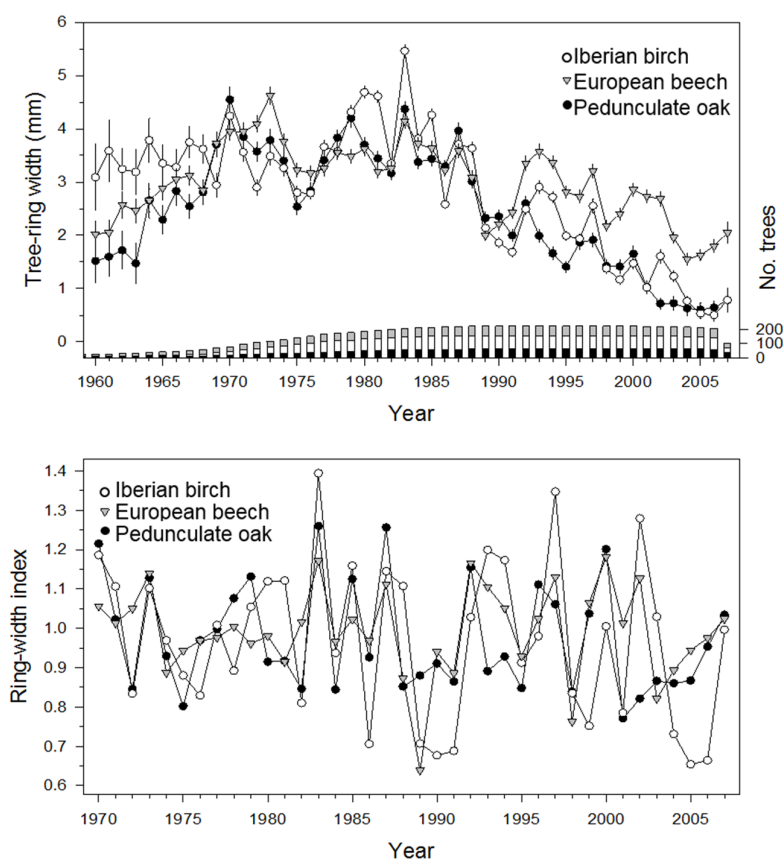 6
5
4
3
2
1
0
Tree-ring width (mm)
Iberian birch
European beech
Pedunculate oak
No. trees
200
100
0
1960 1965 1970 1975 1980 1985 1990 1995 2000 2005
Year
1.4
1.3
1.2
1.1
1.0
0.9
0.8
0.7
0.6
Ring-width index
Iberian birch
European beech
Pedunculate oak
1970 1975 1980 1985 1990 1995 2000 2005
Year